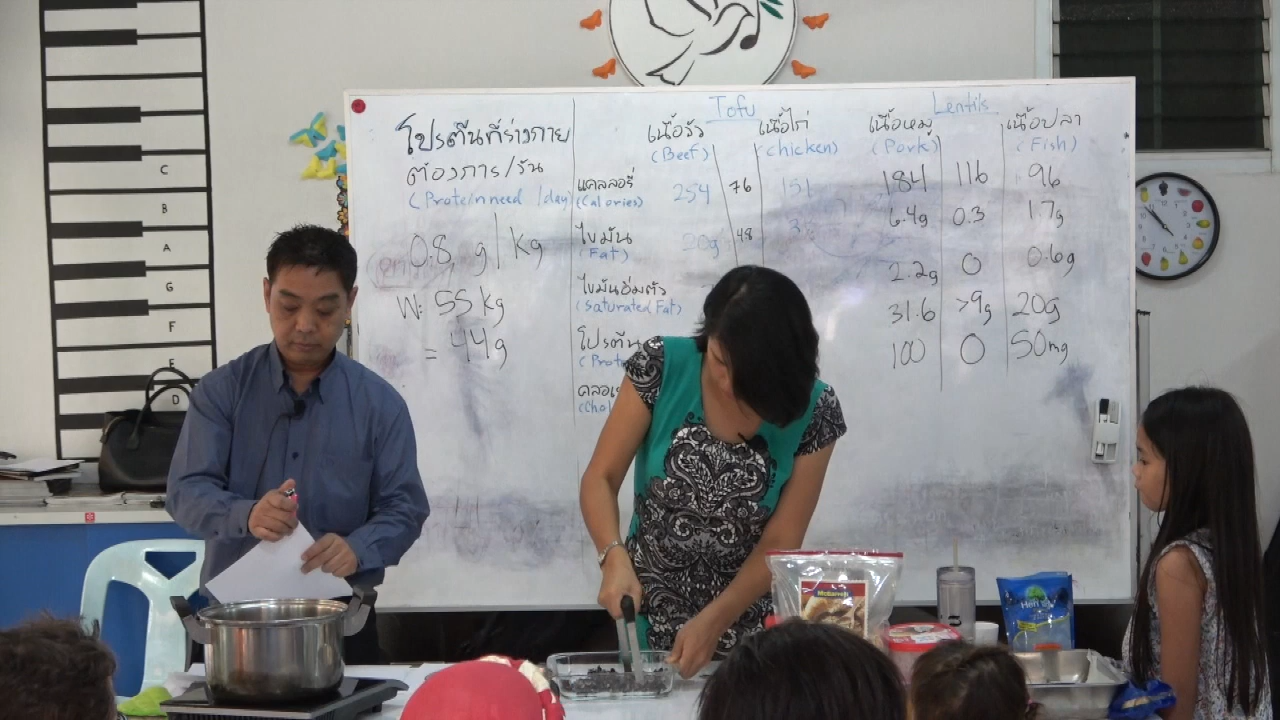 โปรตีนที่ร่างกาย
ต้องการ/วัน
(Protein need /day)
0.8 g/kg
W: 55 kg
= 44g
Tofu
Lentils
เนื้อวัว
เนื้อไก่
เนื้อหมู
เนื้อปลา
(Beef)
(chicken)
(Pork)
(Fish)
แคลลอรี่
(Calories)
254
76
151
184
116
96
ไขมัน
(Fat)
20g
48
3
6.4g
0.3
1.7g
ไขมันอิ่มตัว
(Saturated Fat)
2.2g
0
0.6g
โปรตีน
31.6
>9g
20g
100
0
50mg
C
B
A
G
F
E
D